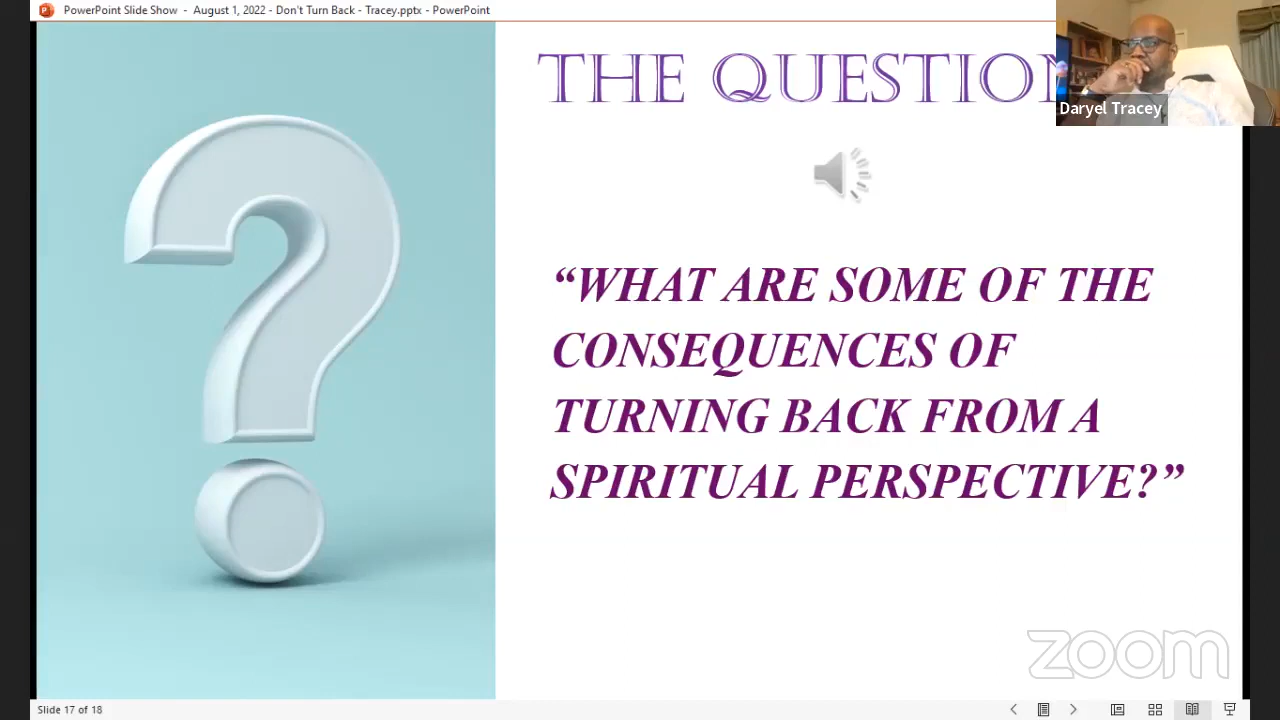 PowerPoint Slide Show - August 1, 2022 - Don't Turn Back - Tracey.pptx - PowerPoint
THE QUESTION
Daryel Tracey
“WHAT ARE SOME OF THE
CONSEQUENCES OF
TURNING BACK FROM A
SPIRITUAL PERSPECTIVE?”
zoom
Slide 17 of 18